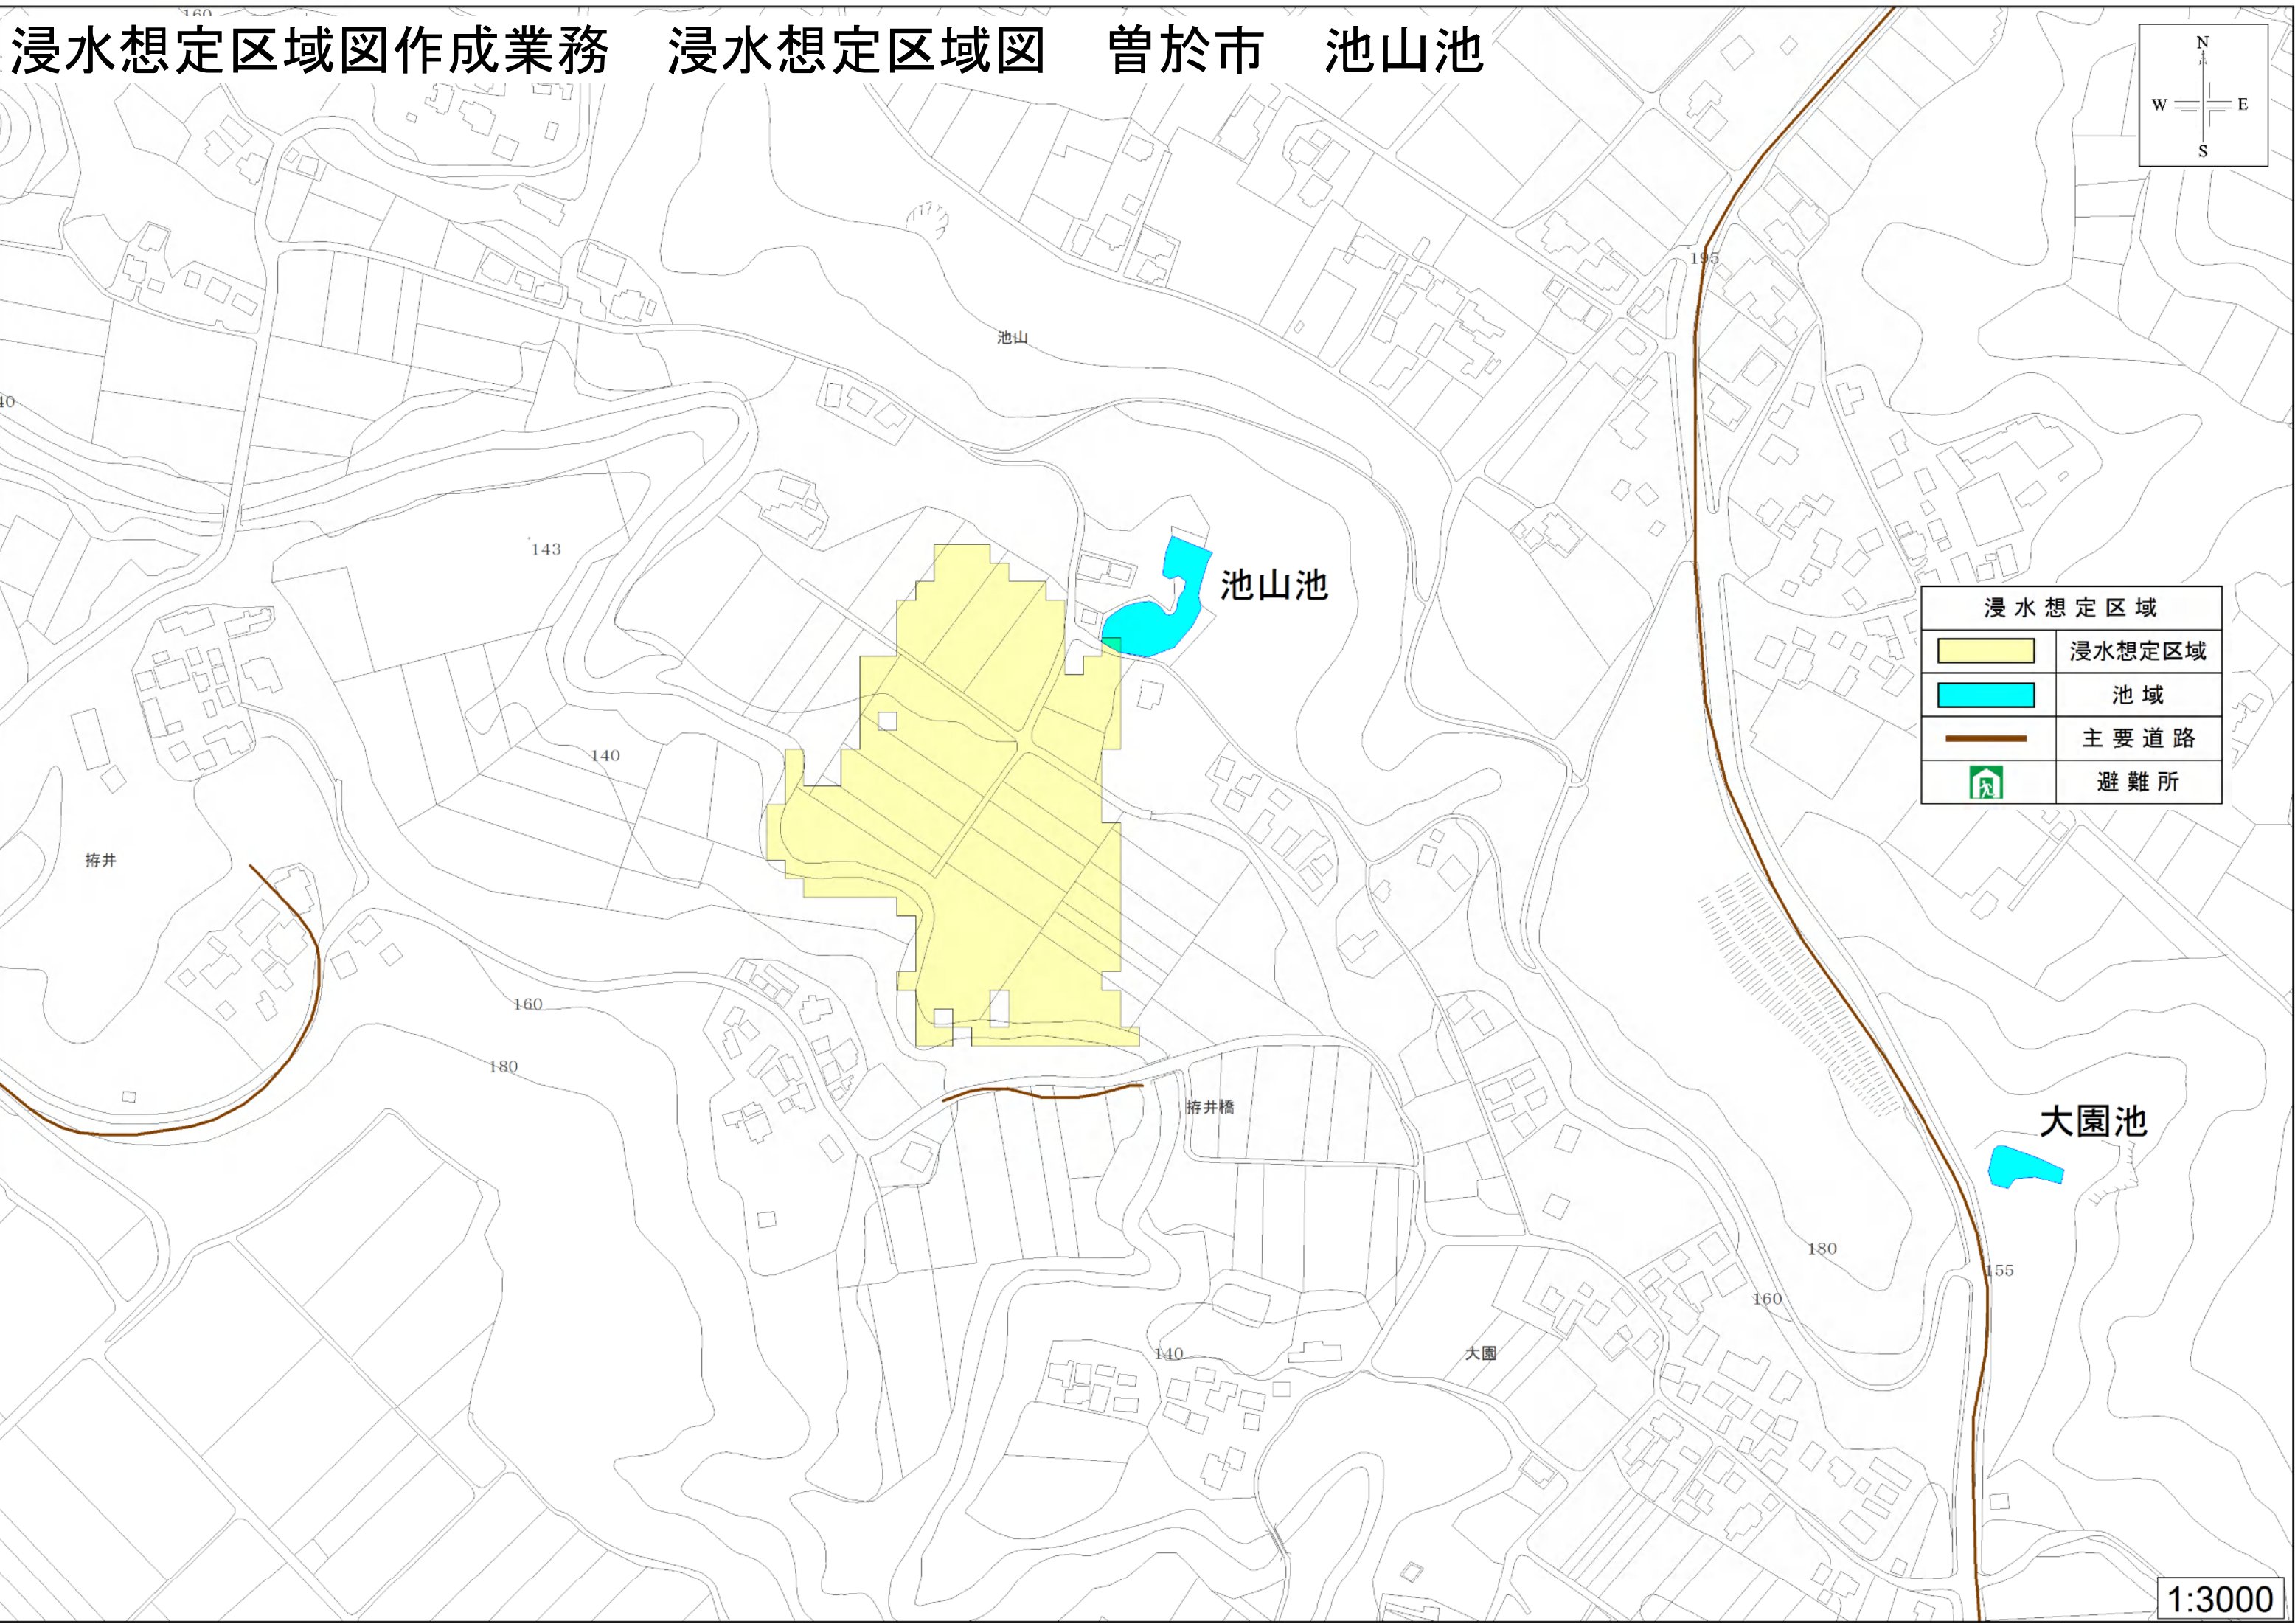 160
浸水想定区域図作成業務　浸水想定区域図　曽於市　池山池
N
W E
S
195
池山
40
143
池山池
浸水想定区域
浸水想定区域
池域
主要道路
避難所
140
拵井
160
180
拵井橋
大園池
180
155
160
140
大園
1:3000